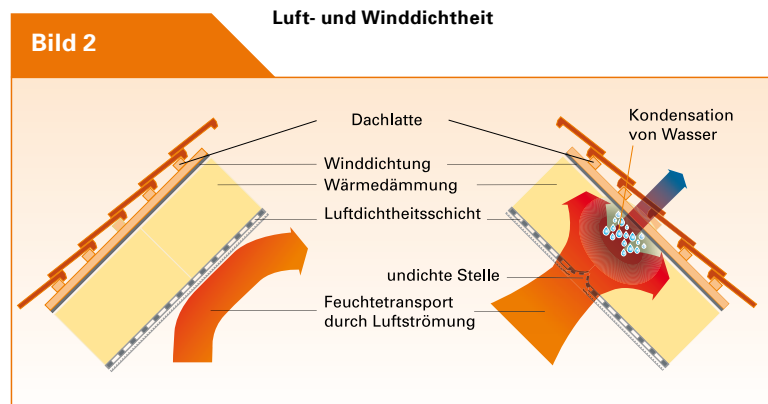 Luft- und Winddichtheit
Bild 2
Dachlatte
Kondensation
von Wasser
Winddichtung
Wärmedämmung
Luftdichtheitsschicht
undichte Stelle
Feuchtetransport
durch Luftströmung